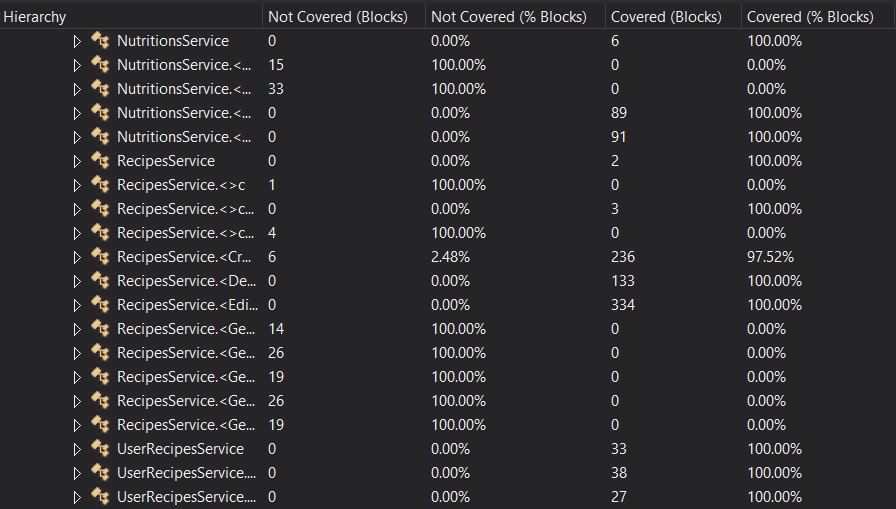 Hierarchy Not Covered (Blocks) Not Covered (% Blocks) Covered (Blocks) Covered (% Blocks)
NutritionsService 0 0.00% 6 100.00%
NutritionsService.<... 15 100.00% 0 0.00%
NutritionsService.<... 33 100.00% 0 0.00%
NutritionsService.<... 0 0.00% 89 100.00%
NutritionsService.<... 0 0.00% 91 100.00%
RecipesService 0 0.00% 2 100.00%
RecipesService.<>c 1 100.00% 0 0.00%
RecipesService.<>c... 0 0.00% 3 100.00%
RecipesService.<>c... 4 100.00% 0 0.00%
RecipesService.<Cr... 6 2.48% 236 97.52%
RecipesService.<De... 0 0.00% 133 100.00%
RecipesService.<Edi... 0 0.00% 334 100.00%
RecipesService.<Ge... 14 100.00% 0 0.00%
RecipesService.<Ge... 26 100.00% 0 0.00%
RecipesService.<Ge... 19 100.00% 0 0.00%
RecipesService.<Ge... 26 100.00% 0 0.00%
RecipesService.<Ge... 19 100.00% 0 0.00%
UserRecipesService 0 0.00% 33 100.00%
UserRecipesService.... 0 0.00% 38 100.00%
UserRecipesService.... 0 0.00% 27 100.00%